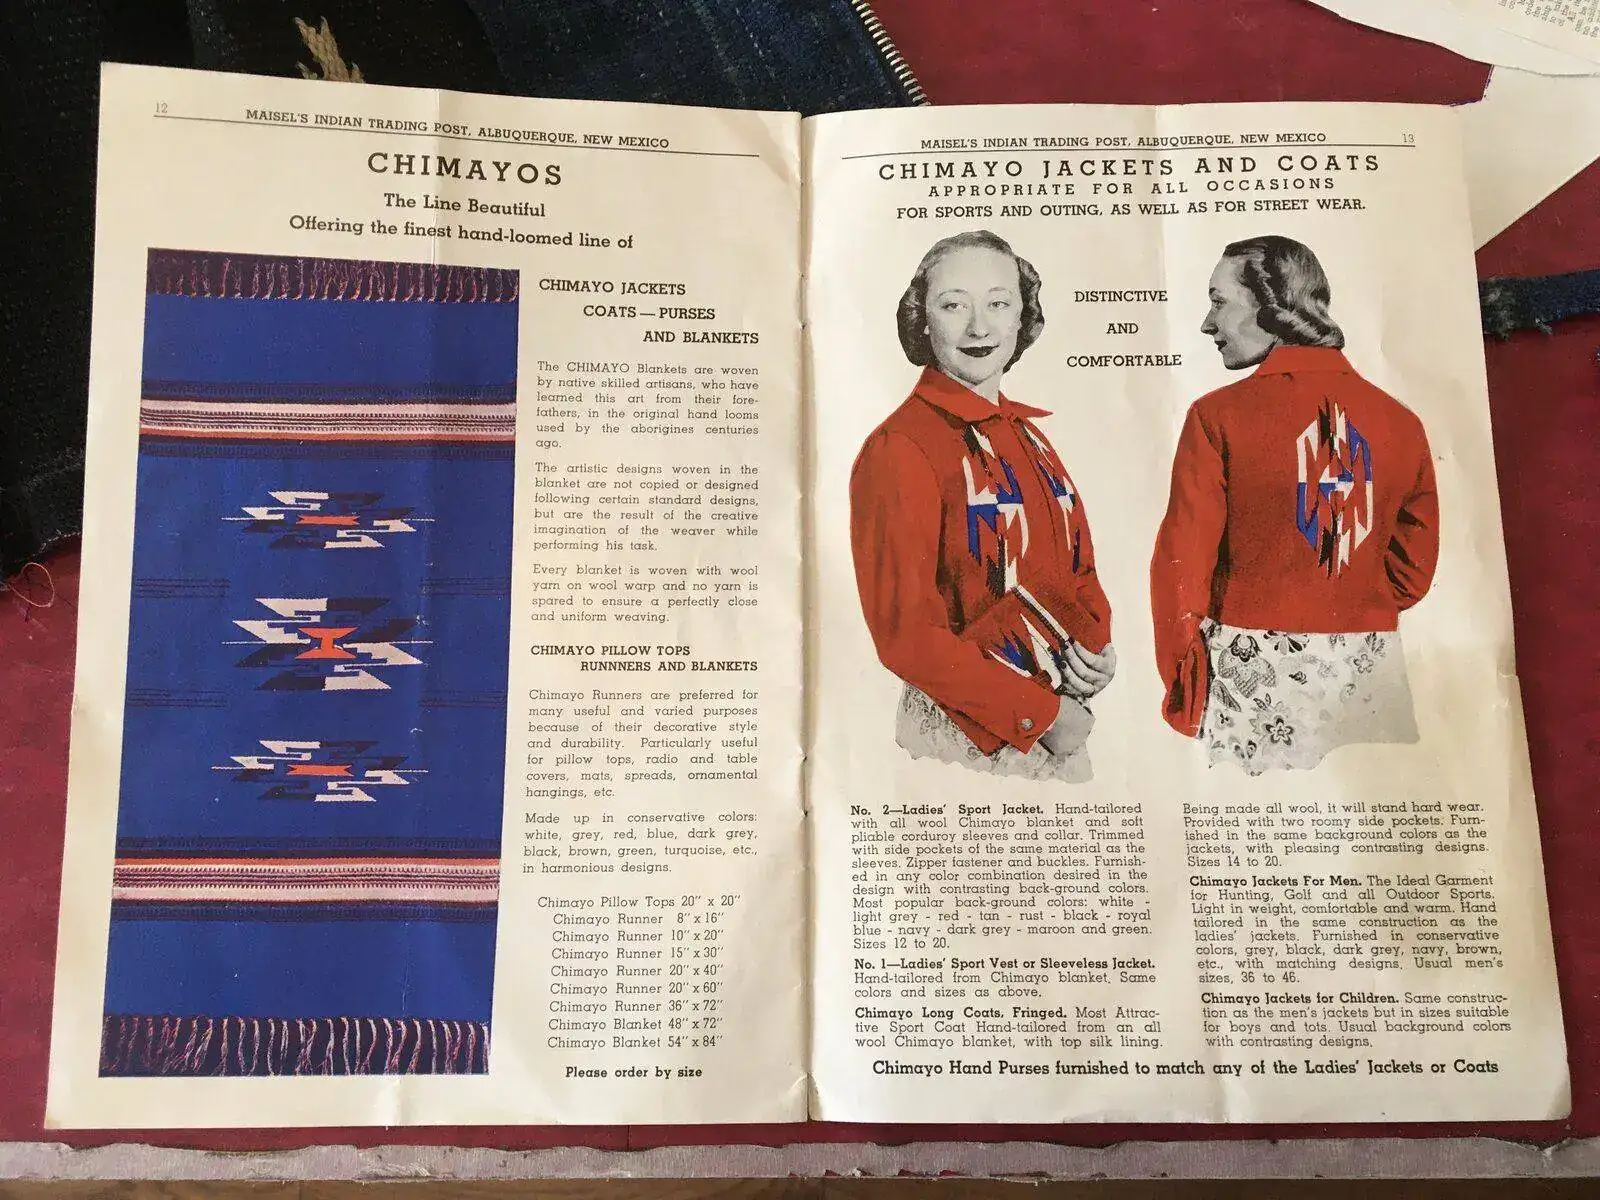 12
MAISEL'S INDIAN TRADING POST, ALBUQUERQUE, NEW MEXICO
CHIMAYOS
The Line Beautiful
Offering the finest hand-loomed line of
CHIMAYO JACKETS
COATS — PURSES
AND BLANKETS
The CHIMAYO Blankets are woven
by native skilled artisans, who have
learned this art from their fore-
fathers, in the original hand looms
used by the aborigines centuries
ago.
The artistic designs woven in the
blanket are not copied or designed
following certain standard designs,
but are the result of the creative
imagination of the weaver while
performing his task.
Every blanket is woven with wool
yarn on wool warp and no yarn is
spared to ensure a perfectly close
and uniform weaving.
CHIMAYO PILLOW TOPS
RUNNNERS AND BLANKETS
Chimayo Runners are preferred for
many useful and varied purposes
because of their decorative style
and durability. Particularly useful
for pillow tops, radio and table
covers, mats, spreads, ornamental
hangings, etc.
Made up in conservative colors:
white, grey, red, blue, dark grey,
black, brown, green, turquoise, etc.,
in harmonious designs.
Chimayo Pillow Tops 20" x 20"
Chimayo Runner 8" x 16"
Chimayo Runner 10" x 20"
Chimayo Runner 15" x 30"
Chimayo Runner 20" x 40"
Chimayo Runner 20" x 60"
Chimayo Runner 36" x 72"
Chimayo Blanket 48" x 72"
Chimayo Blanket 54" x 84"
Please order by size
MAISEL'S INDIAN TRADING POST, ALBUQUERQUE, NEW MEXICO
13
CHIMAYO JACKETS AND COATS
APPROPRIATE FOR ALL OCCASIONS
FOR SPORTS AND OUTING, AS WELL AS FOR STREET WEAR.
DISTINCTIVE
AND
COMFORTABLE
No. 2—Ladies' Sport Jacket. Hand-tailored
with all wool Chimayo blanket and soft
pliable corduroy sleeves and collar. Trimmed
with side pockets of the same material as the
sleeves. Zipper fastener and buckles. Furnish-
ed in any color combination desired in the
design with contrasting back-ground colors.
Most popular back-ground colors: white -
light grey - red - tan - rust - black - royal
blue - navy - dark grey - maroon and green.
Sizes 12 to 20.
No. 1—Ladies' Sport Vest or Sleeveless Jacket.
Hand-tailored from Chimayo blanket. Same
colors and sizes as above.
Chimayo Long Coats, Fringed. Most Attrac-
tive Sport Coat Hand-tailored from an all
wool Chimayo blanket, with top silk lining.
Being made all wool, it will stand hard wear.
Provided with two roomy side pockets. Furn-
ished in the same background colors as the
jackets, with pleasing contrasting designs.
Sizes 14 to 20.
Chimayo Jackets For Men. The Ideal Garment
for Hunting, Golf and all Outdoor Sports.
Light in weight, comfortable and warm. Hand
tailored in the same construction as the
ladies' jackets. Furnished in conservative
colors, grey, black, dark grey, navy, brown,
etc., with matching designs. Usual men's
sizes, 36 to 46.
Chimayo Jackets for Children. Same construc-
tion as the men's jackets but in sizes suitable
for boys and tots. Usual background colors
with contrasting designs.
Chimayo Hand Purses furnished to match any of the Ladies' Jackets or Coats